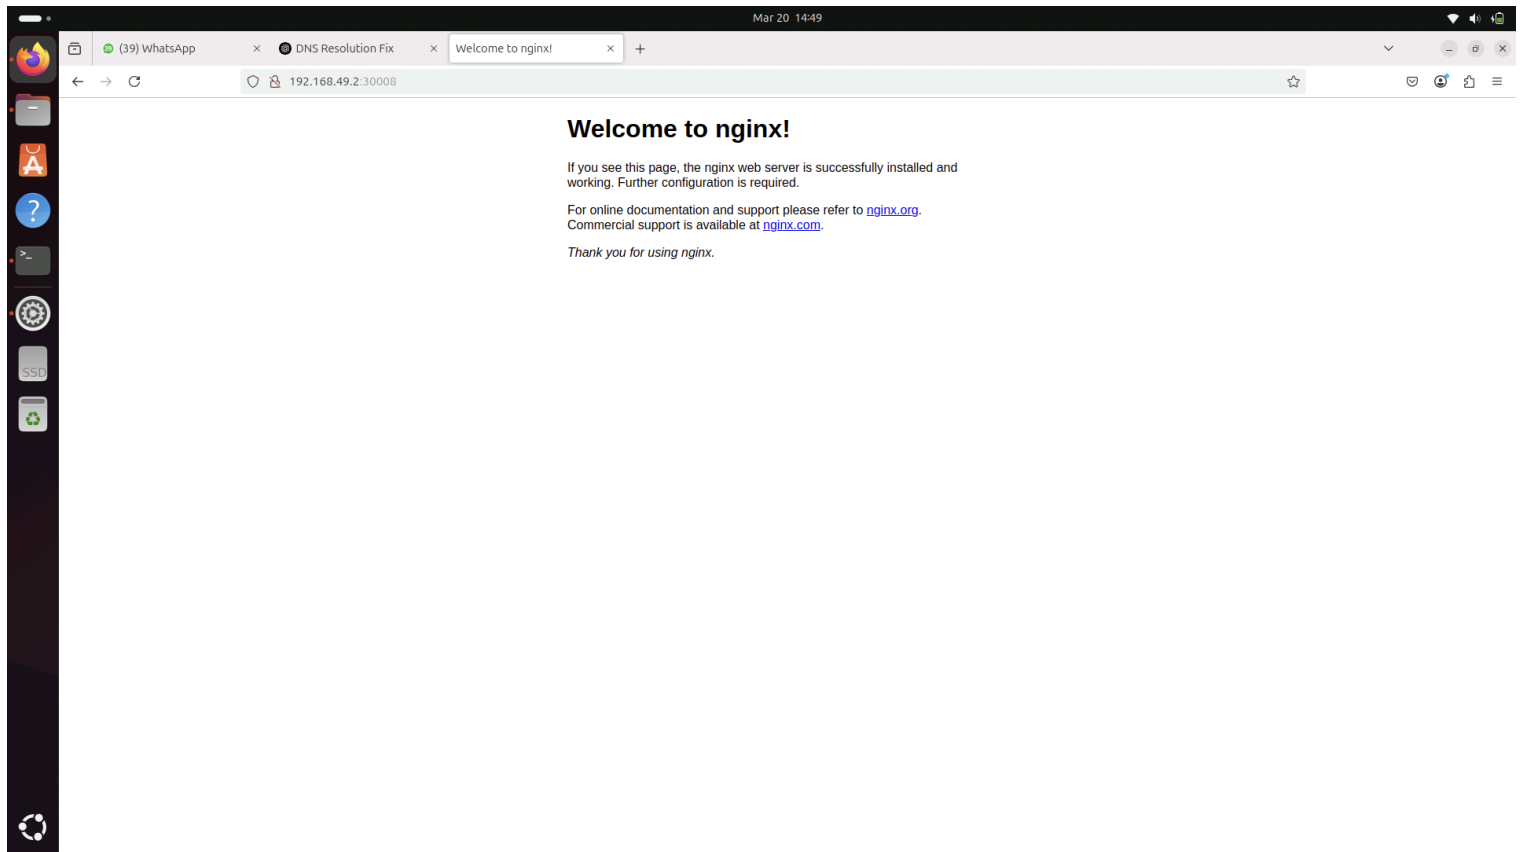 Mar 20 14:49
(39) WhatsApp
DNS Resolution Fix
Welcome to nginx!
192.168.49.2:30008
Welcome to nginx!
If you see this page, the nginx web server is successfully installed and
working. Further configuration is required.
For online documentation and support please refer to nginx.org.
Commercial support is available at nginx.com.
Thank you for using nginx.
SSD